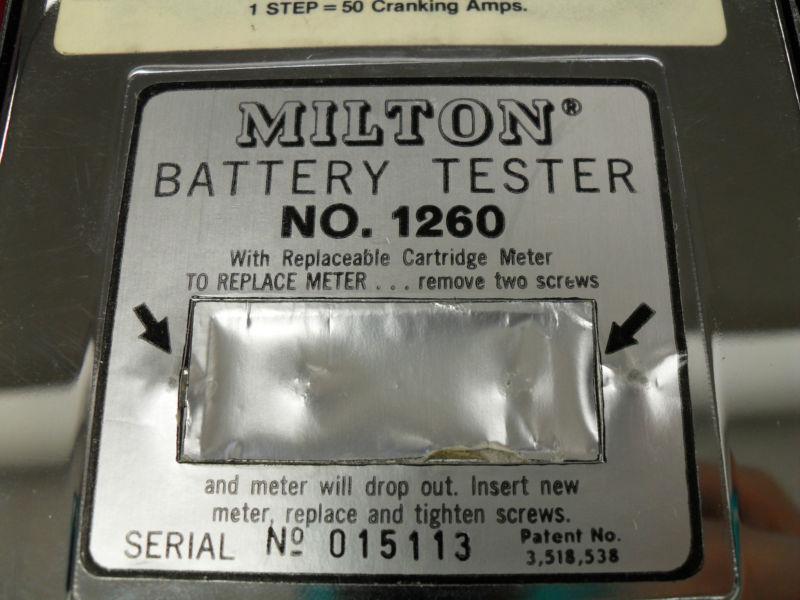 1 STEP = 50 Cranking Amps.
MILTON®
BATTERY TESTER
NO. 1260
With Replaceable Cartridge Meter
TO REPLACE METER . . . remove two screws
and meter will drop out. Insert new
meter, replace and tighten screws.
SERIAL Nº 015113
Patent No.
3,518,538